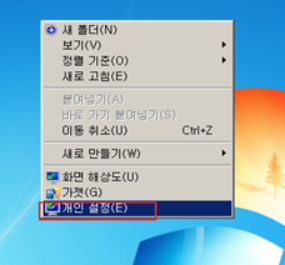 새 폴더(N)
보기(V)
정렬 기준(O)
새로 고침(E)
붙여넣기(A)
바로 가기 붙여넣기(S)
이동 취소(U) Ctrl+Z
새로 만들기(W)
화면 해상도(U)
가젯(G)
개인 설정(E)